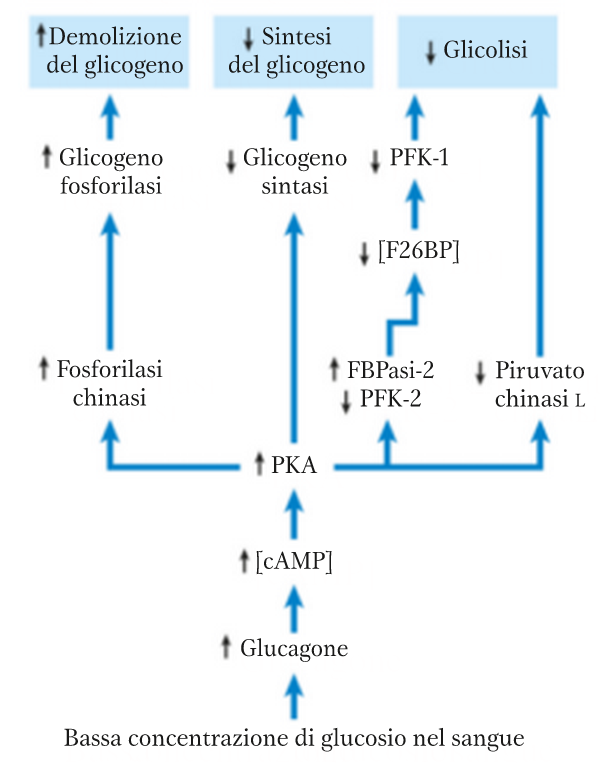 ↑Demolizione
del glicogeno
↓ Sintesi
del glicogeno
↓ Glicolisi
↑ Glicogeno
fosforilasi
↓ Glicogeno
sintasi
↓ PFK-1
↓ [F26BP]
↑ Fosforilasi
chinasi
↑ FBPasi-2
↓ PFK-2
↓ Piruvato
chinasi L
↑ PKA
↑ [cAMP]
↑ Glucagone
Bassa concentrazione di glucosio nel sangue